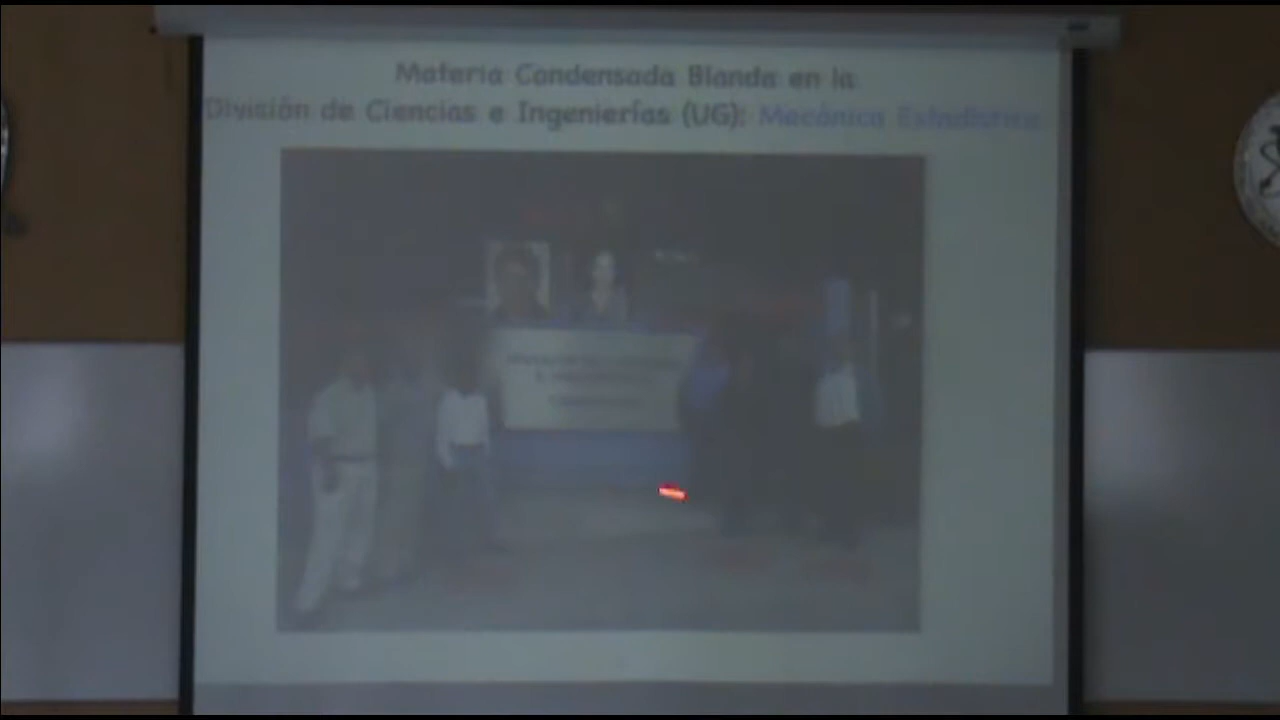 Materia Condensada Blanda en la
División de Ciencias e Ingenierías (UG): Mecánica Estadística